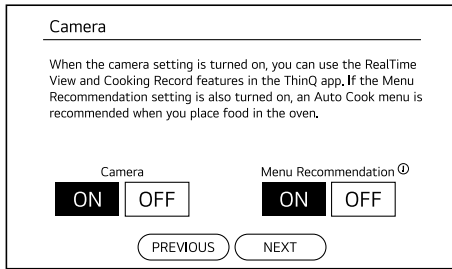 Camera
When the camera setting is turned on, you can use the RealTime
View and Cooking Record features in the ThinQ app. If the Menu
Recommendation setting is also turned on, an Auto Cook menu is
recommended when you place food in the oven.
Camera Menu Recommendation ⓘ
ON OFF ON OFF
PREVIOUS NEXT